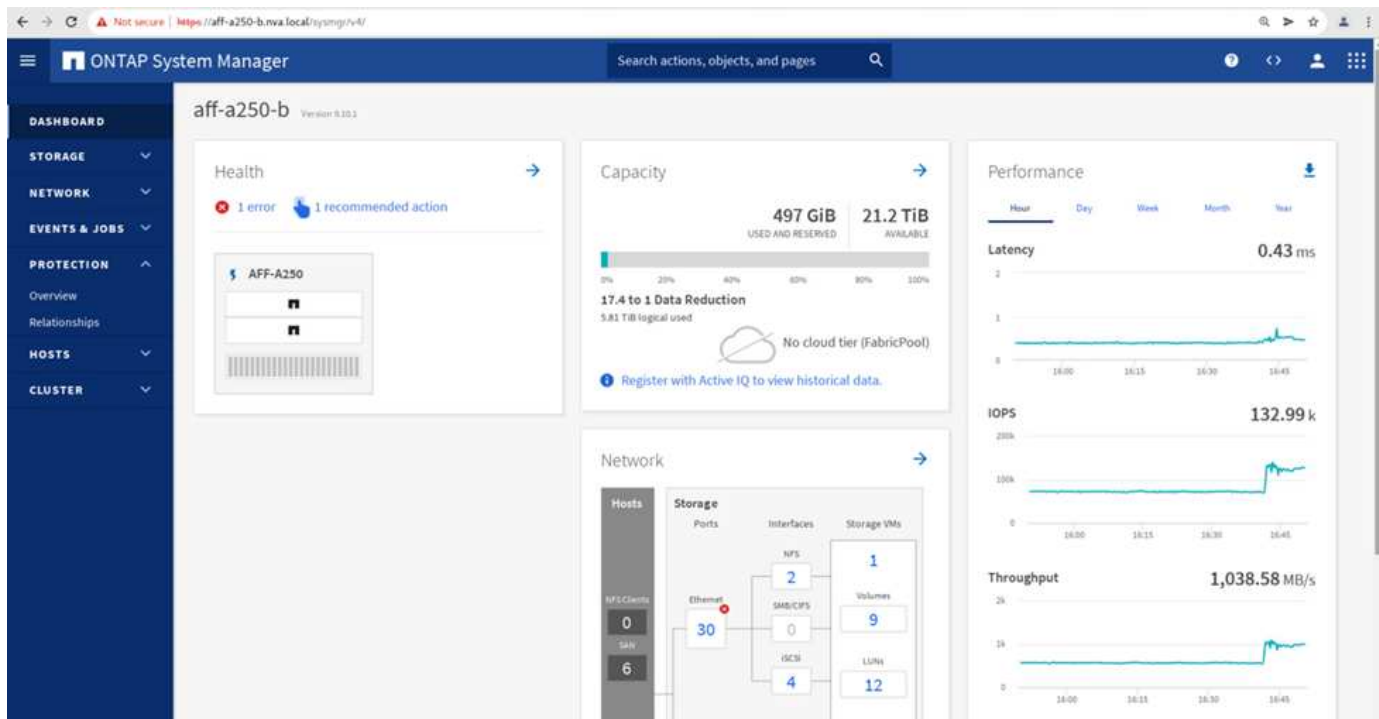 Not secure | https://aff-a250-b.nva.local/sysmgr/v4/
ONTAP System Manager
Search actions, objects, and pages
DASHBOARD
STORAGE
NETWORK
EVENTS & JOBS
PROTECTION
Overview
Relationships
HOSTS
CLUSTER
aff-a250-b Version 9.10.1
Health
1 error 1 recommended action
AFF-A250
Capacity
497 GiB 21.2 TiB
USED AND RESERVED AVAILABLE
0% 20% 40% 60% 80% 100%
17.4 to 1 Data Reduction
5.81 TiB logical used
No cloud tier (FabricPool)
Register with Active IQ to view historical data.
Network
Hosts Storage
Ports Interfaces Storage VMs
NFS
2
1
NFS Clients
0
SAN
6
Ethernet
30
SMB/CIFS
0
iSCSI
4
Volumes
9
LUNs
12
Performance
Hour Day Week Month Year
Latency 0.43 ms
2
1
0
16:00 16:15 16:30 16:45
IOPS 132.99 k
200k
100k
0
16:00 16:15 16:30 16:45
Throughput 1,038.58 MB/s
2k
1k
0
16:00 16:15 16:30 16:45